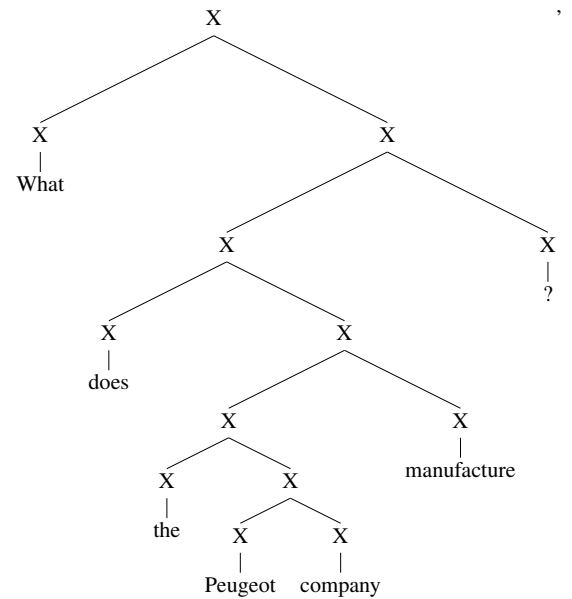 X ,
X X
What
X X
?
X X
does
X X
manufacture
X X
the
X X
Peugeot company